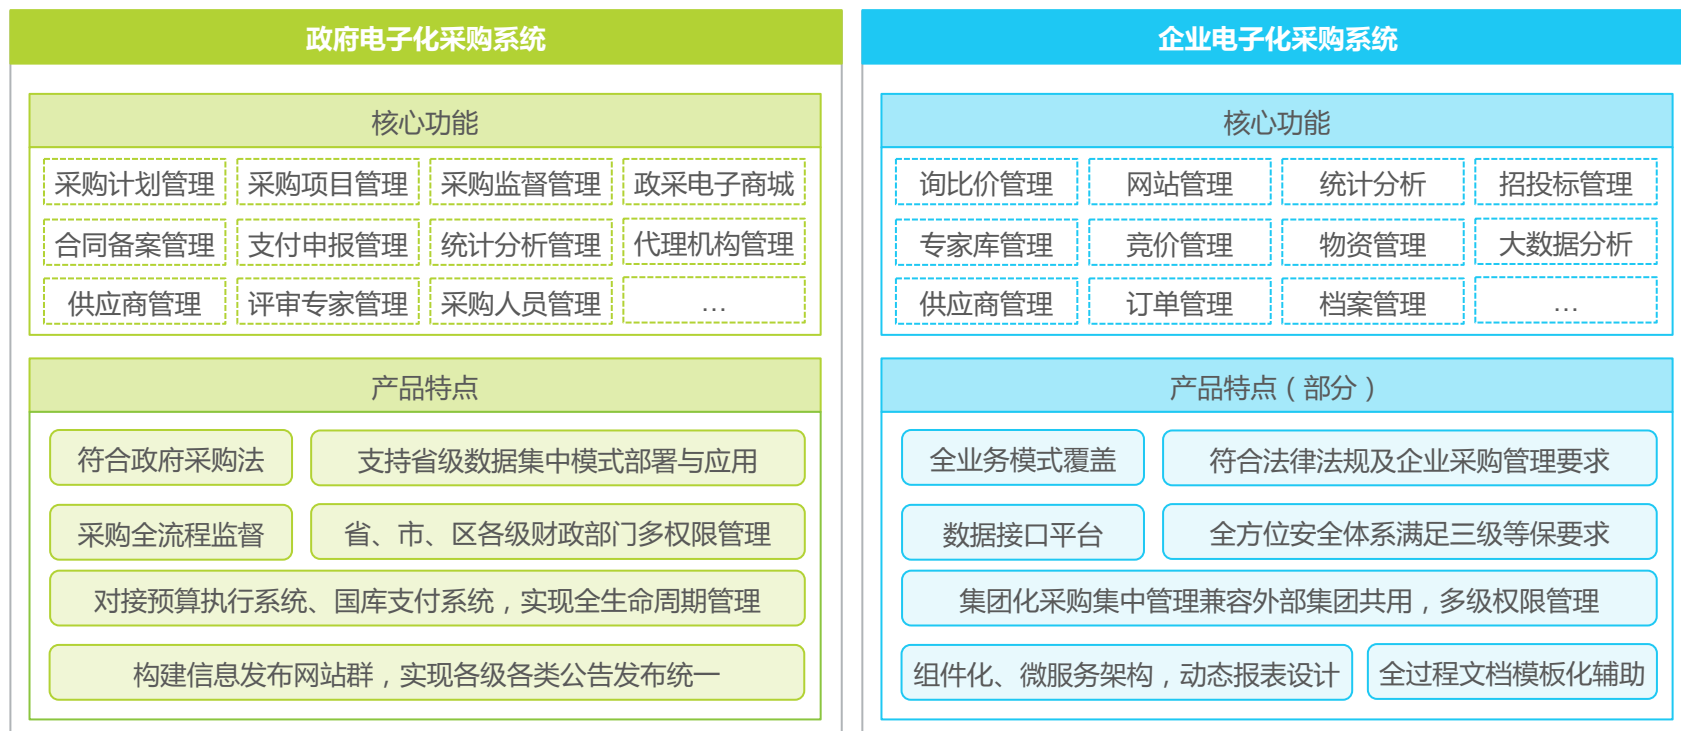 政府电子化采购系统
核心功能
采购计划管理 采购项目管理 采购监督管理 政采电子商城
合同备案管理 支付申报管理 统计分析管理 代理机构管理
供应商管理 评审专家管理 采购人员管理 …
产品特点
符合政府采购法 支持省级数据集中模式部署与应用
采购全流程监督 省、市、区各级财政部门多权限管理
对接预算执行系统、国库支付系统，实现全生命周期管理
构建信息发布网站群，实现各级各类公告发布统一
企业电子化采购系统
核心功能
询比价管理 网站管理 统计分析 招投标管理
专家库管理 竞价管理 物资管理 大数据分析
供应商管理 订单管理 档案管理 …
产品特点（部分）
全业务模式覆盖 符合法律法规及企业采购管理要求
数据接口平台 全方位安全体系满足三级等保要求
集团化采购集中管理兼容外部集团共用，多级权限管理
组件化、微服务架构，动态报表设计 全过程文档模板化辅助